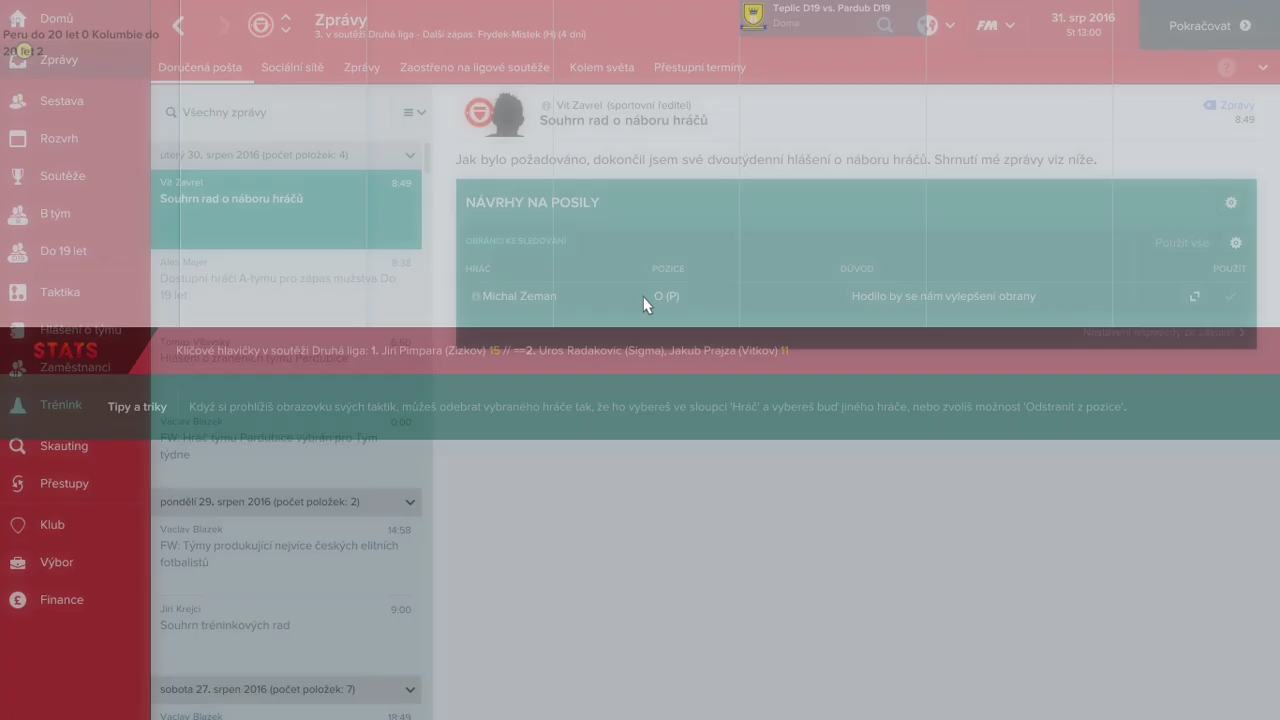 Domů
Peru do 20 let 0 Kolumbie do
20 let 2
Zprávy
Sestava
Rozvrh
Soutěže
B tým
Do 19 let
Taktika
Hlášení o týmu
STATS
Zaměstnanci
Trénink
Skauting
Přestupy
Klub
Výbor
Finance
Zprávy
3. v soutěži Druhá liga - Další zápas: Frydek-Mistek (H) (4 dni)
Teplic D19 vs. Pardub D19
Doma
FM
31. srp 2016
St 13:00
Pokračovat
Doručená pošta
Sociální sítě
Zprávy
Zaostřeno na ligové soutěže
Kolem světa
Přestupní termíny
Všechny zprávy
úterý 30. srpen 2016 (počet položek: 4)
Vit Zavrel 8:49
Souhrn rad o náboru hráčů
Ales Majer 8:38
Dostupní hráči A-týmu pro zápas mužstva Do
19 let
Hlášení o zraněních týmu Pardubice
Klíčové hlavičky v soutěži Druhá liga: 1. Jiri Pimpara (Zizkov) 15 // ==2. Uros Radakovic (Sigma), Jakub Prajza (Vitkov) 11
Tipy a triky
Když si prohlížíš obrazovku svých taktik, můžeš odebrat vybraného hráče tak, že ho vybereš ve sloupci 'Hráč' a vybereš buď jiného hráče, nebo zvolíš možnost 'Odstranit z pozice'.
Vaclav Blazek 0:00
FW: Hráč týmu Pardubice vybrán pro Tým
týdne
pondělí 29. srpen 2016 (počet položek: 2)
Vaclav Blazek 14:58
FW: Týmy produkující nejvíce českých elitních
fotbalistů
Jiri Krejci 9:00
Souhrn tréninkových rad
sobota 27. srpen 2016 (počet položek: 7)
Vaclav Blazek 18:49
Vit Zavrel (sportovní ředitel)
Souhrn rad o náboru hráčů
Zprávy
8:49
Jak bylo požadováno, dokončil jsem své dvoutýdenní hlášení o náboru hráčů. Shrnutí mé zprávy viz níže.
NÁVRHY NA POSILY
OBRÁNCI KE SLEDOVÁNÍ
Použít vše
HRÁČ POZICE DŮVOD POUŽÍT
Michal Zeman O (P) Hodilo by se nám vylepšení obrany